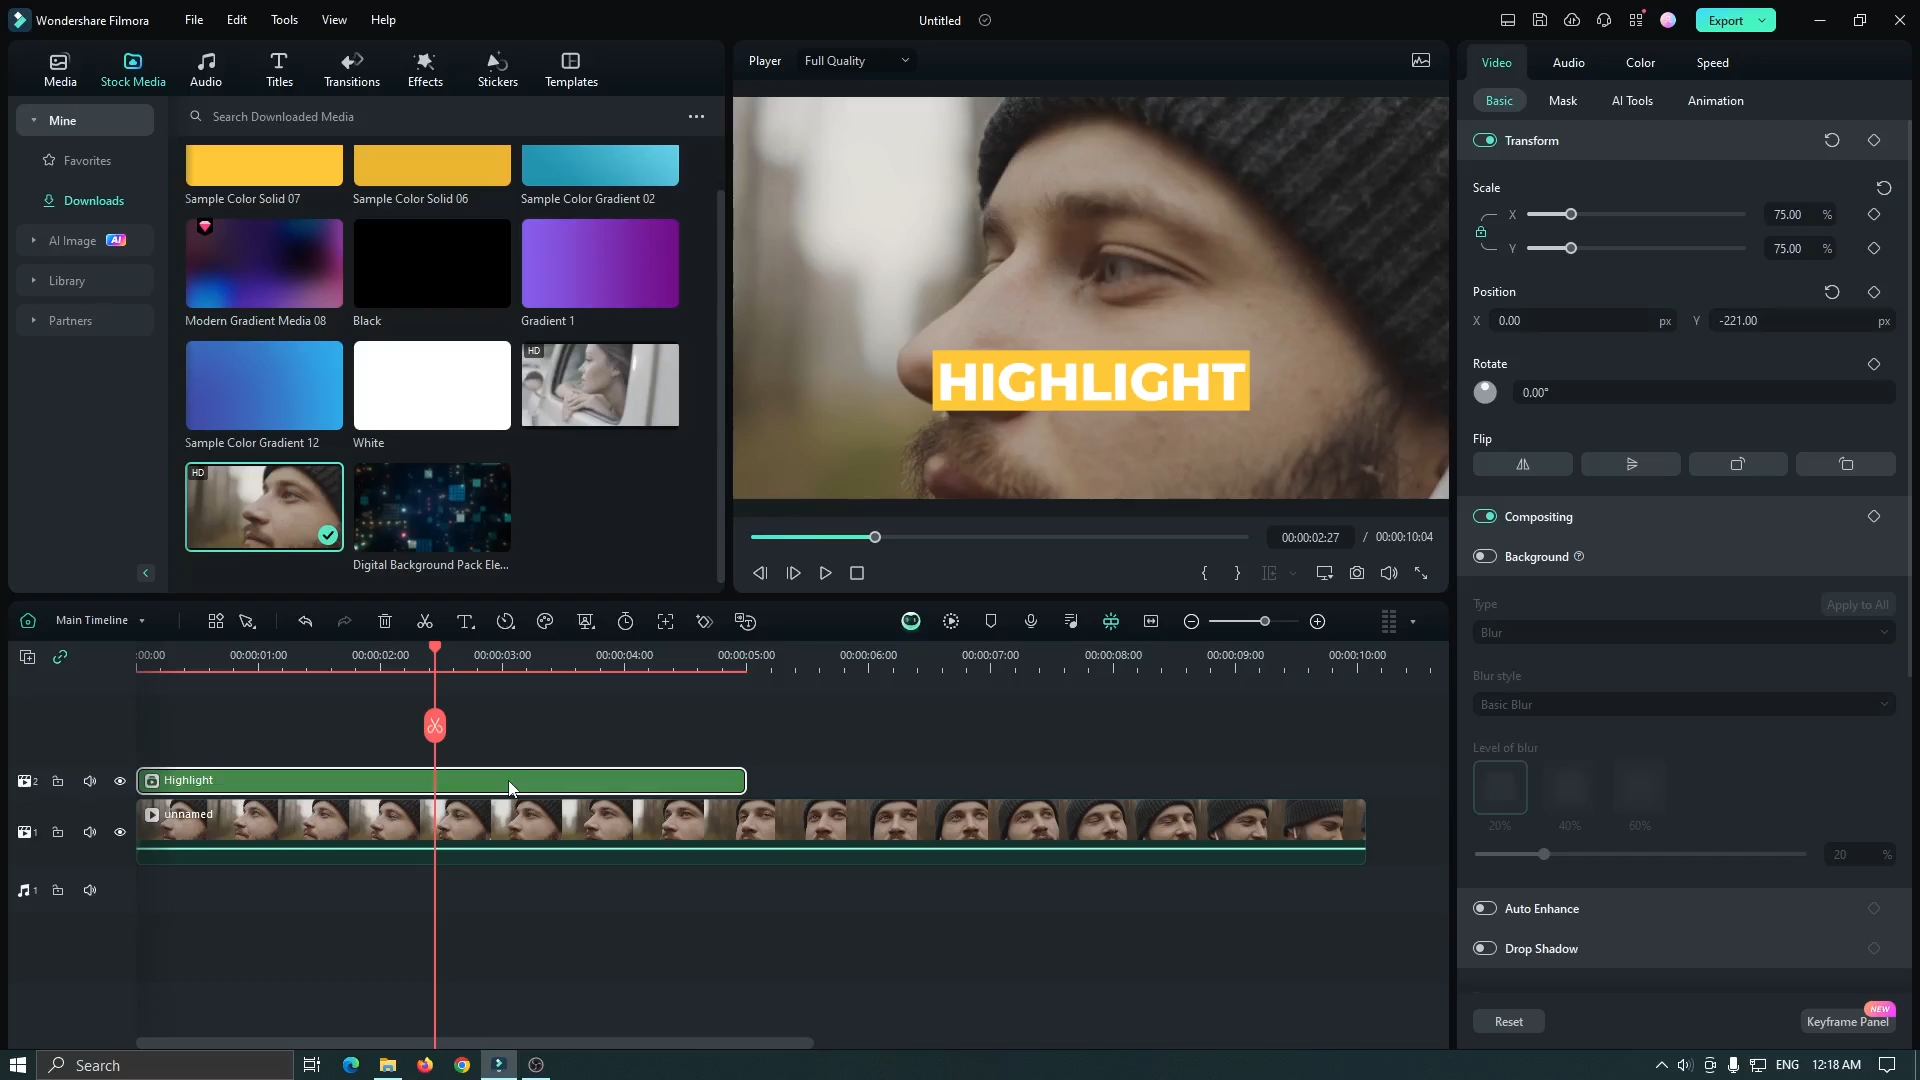 Wondershare Filmora
File
Edit
Tools
View
Help
Untitled
Export
Media
Stock Media
Audio
Titles
Transitions
Effects
Stickers
Templates
Player
Full Quality
Video
Audio
Color
Speed
Basic
Mask
AI Tools
Animation
Mine
Favorites
Downloads
AI Image
AI
Library
Partners
Search Downloaded Media
Sample Color Solid 07
Sample Color Solid 06
Sample Color Gradient 02
Modern Gradient Media 08
Black
Gradient 1
Sample Color Gradient 12
White
HD
HD
Digital Background Pack Ele...
HIGHLIGHT
00:00:02:27 / 00:00:10:04
Transform
Scale
X 75.00 %
Y 75.00 %
Position
X 0.00 px Y -221.00 px
Rotate
0.00°
Flip
Compositing
Background
Type
Apply to All
Blur
Blur style
Basic Blur
Level of blur
20% 40% 60%
20 %
Auto Enhance
Drop Shadow
Reset
NEW
Keyframe Panel
Main Timeline
:00:00 00:00:01:00 00:00:02:00 00:00:03:00 00:00:04:00 00:00:05:00 00:00:06:00 00:00:07:00 00:00:08:00 00:00:09:00 00:00:10:00
2
Highlight
1
unnamed
1
Search
ENG
12:18 AM